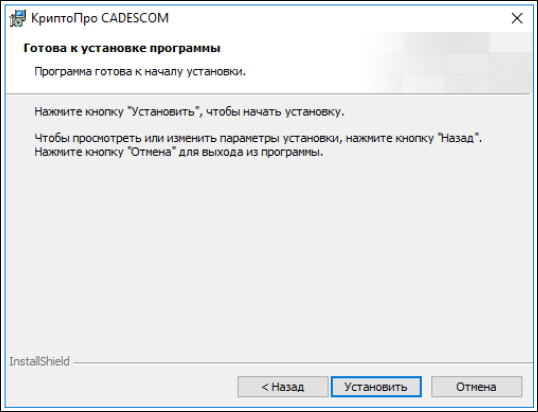 КриптоПро CADESCOM
Готова к установке программы
Программа готова к началу установки.
Нажмите кнопку "Установить", чтобы начать установку.
Чтобы просмотреть или изменить параметры установки, нажмите кнопку "Назад".
Нажмите кнопку "Отмена" для выхода из программы.
InstallShield
< Назад
Установить
Отмена